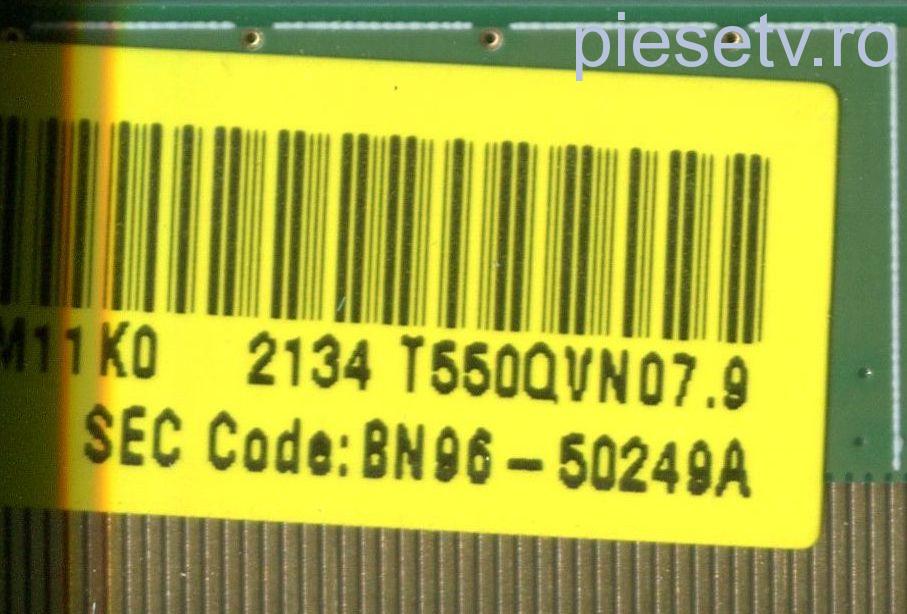 piesetv.ro
M11K0 2134 T550QVN07.9
SEC Code:BN96-50249A